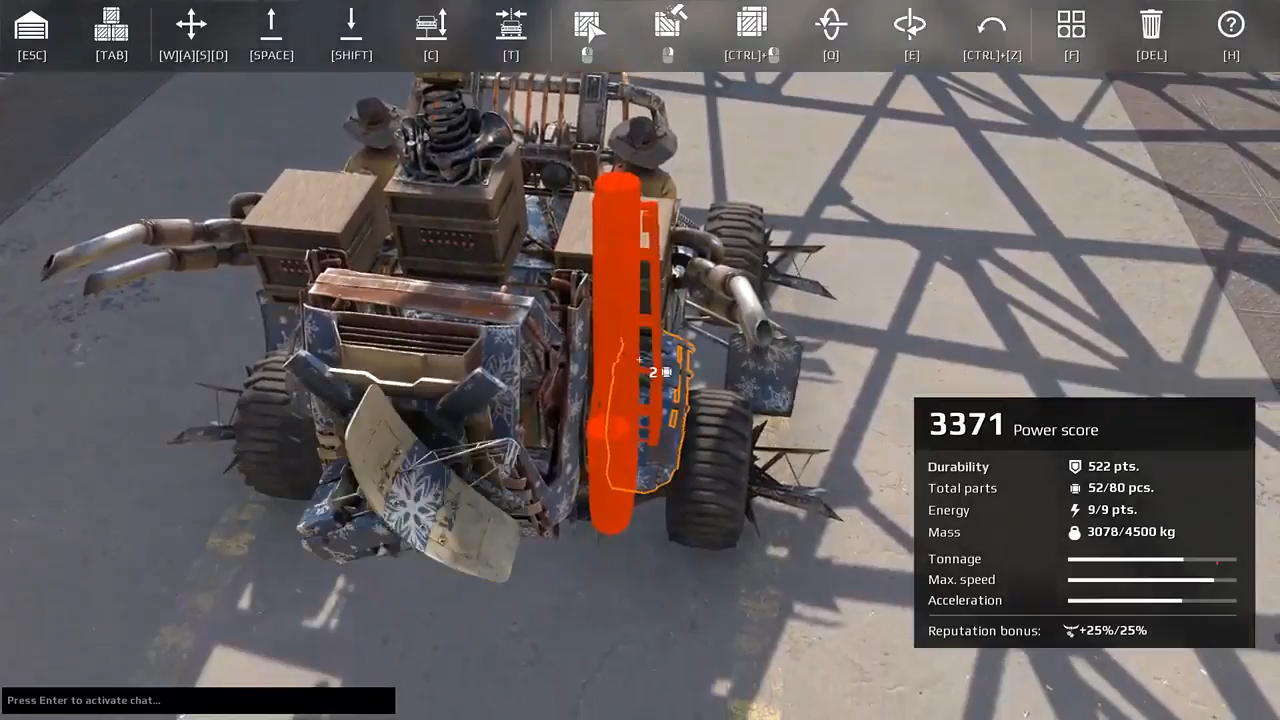 [ESC] [TAB] [W][A][S][D] [SPACE] [SHIFT] [C] [T] [CTRL]+ [Q] [E] [CTRL]+[Z] [F] [DEL] [H]
2
3371 Power score
Durability 522 pts.
Total parts 52/80 pcs.
Energy 9/9 pts.
Mass 3078/4500 kg
Tonnage
Max. speed
Acceleration
Reputation bonus: +25%/25%
Press Enter to activate chat...